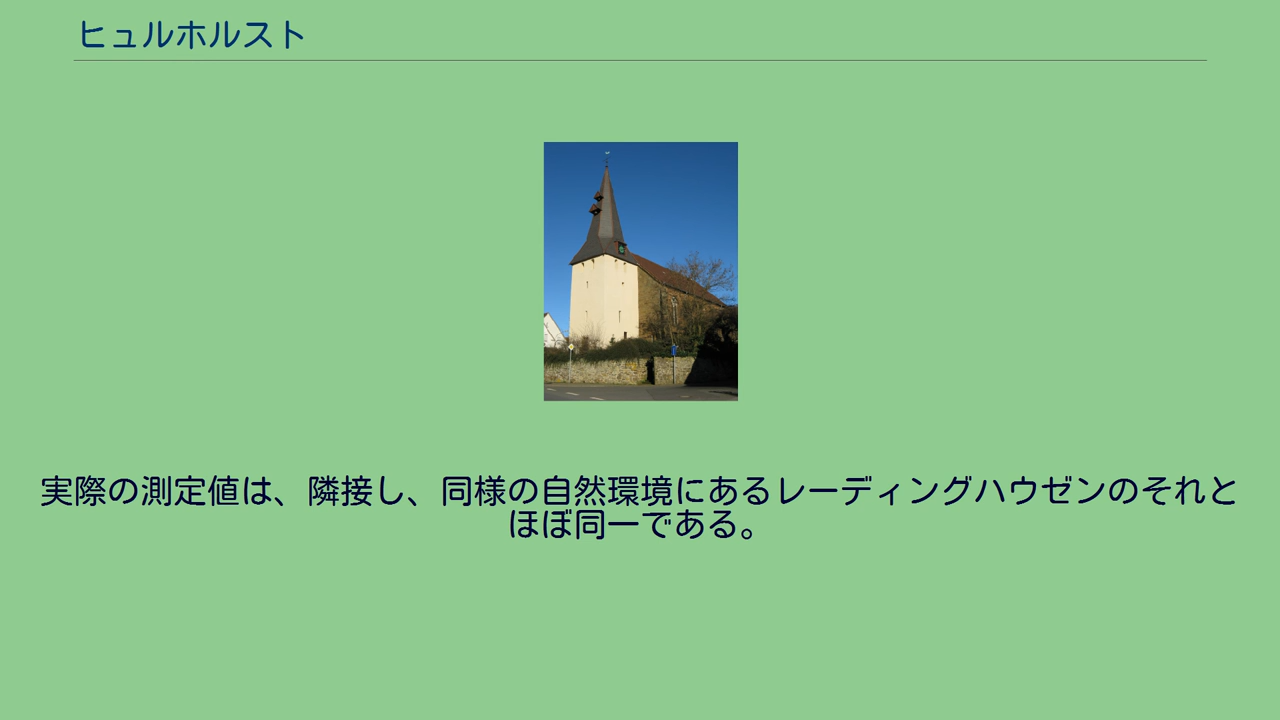 ヒュルホルスト
実際の測定値は、隣接し、同様の自然環境にあるレーディングハウゼンのそれと
ほぼ同一である。